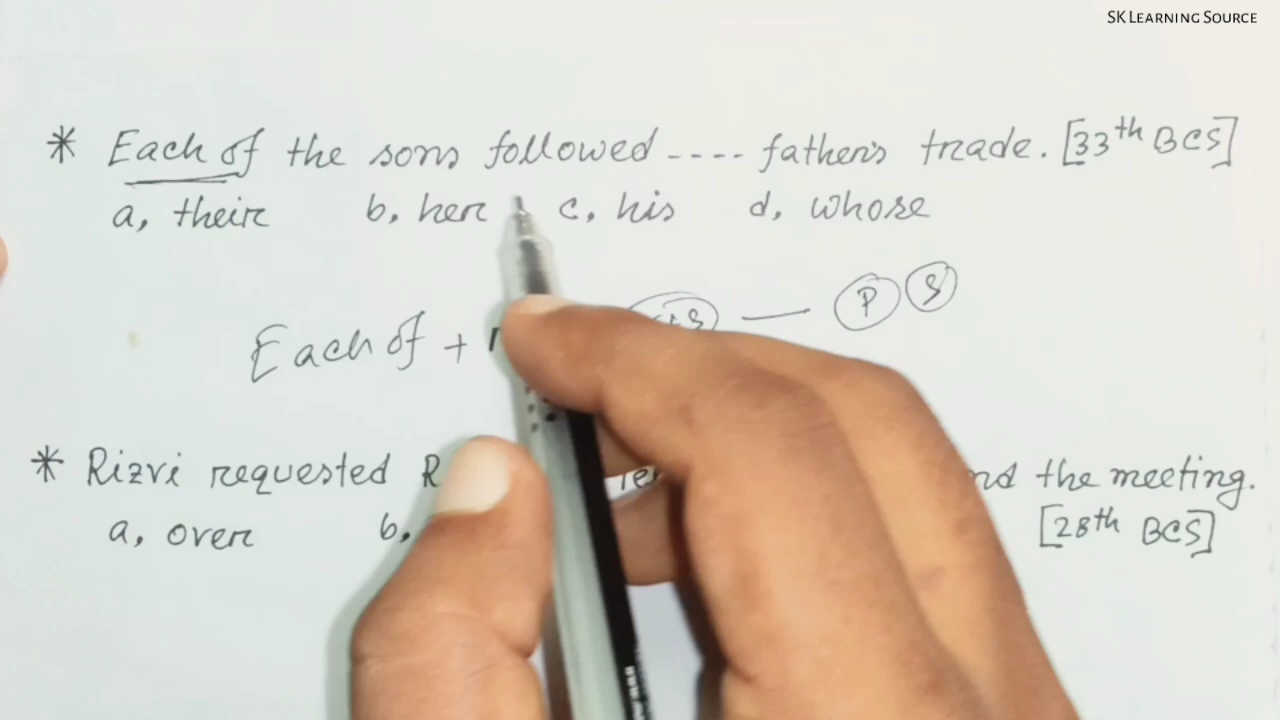 SK LEARNING SOURCE
* Each of the sons followed ---- father's trade. [33th BCS]
a, their b, her c, his d, whose
Each of + — P S
* Rizvi requested the meeting.
a, over b, [28th BCS]